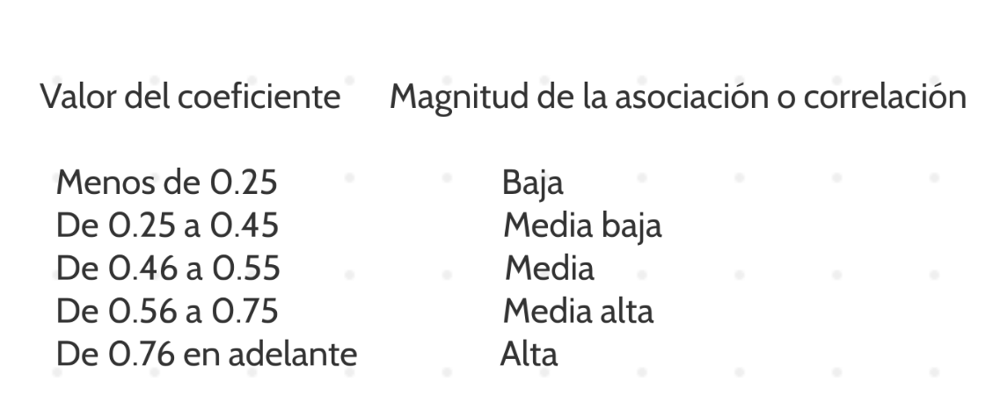 Valor del coeficiente Magnitud de la asociación o correlación
Menos de 0.25 Baja
De 0.25 a 0.45 Media baja
De 0.46 a 0.55 Media
De 0.56 a 0.75 Media alta
De 0.76 en adelante Alta